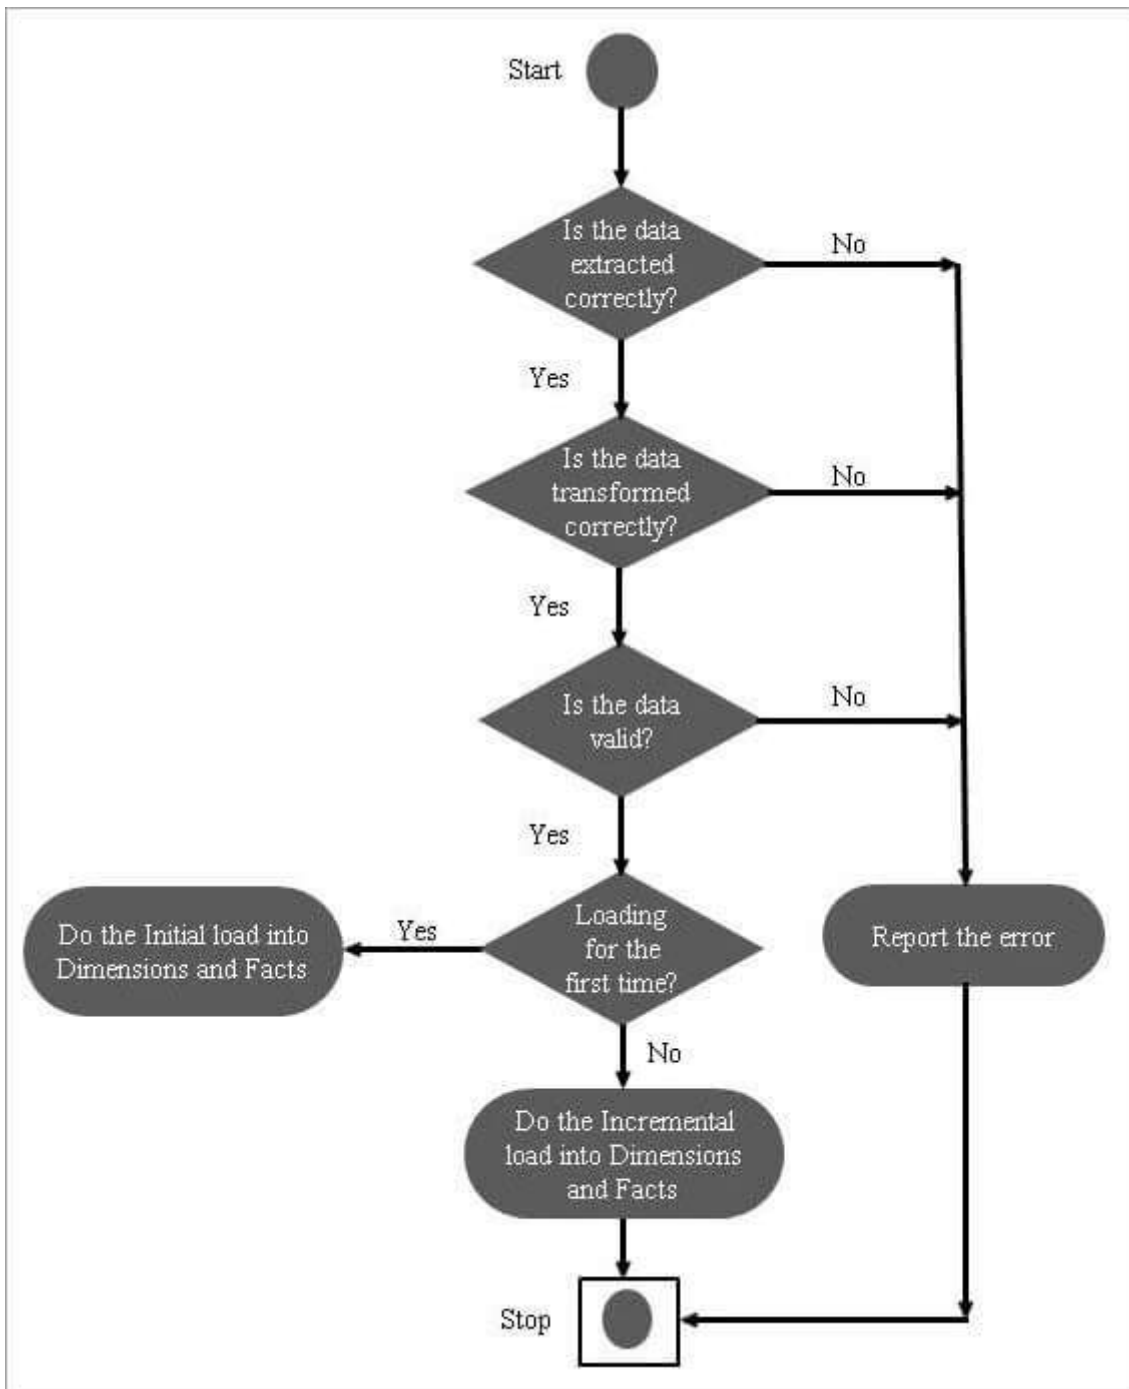 Start
Is the data
extracted
correctly?
No
Yes
Is the data
transformed
correctly?
No
Yes
Is the data
valid?
No
Yes
Do the Initial load into
Dimensions and Facts
Yes
Loading
for the
first time?
Report the error
No
Do the Incremental
load into Dimensions
and Facts
Stop